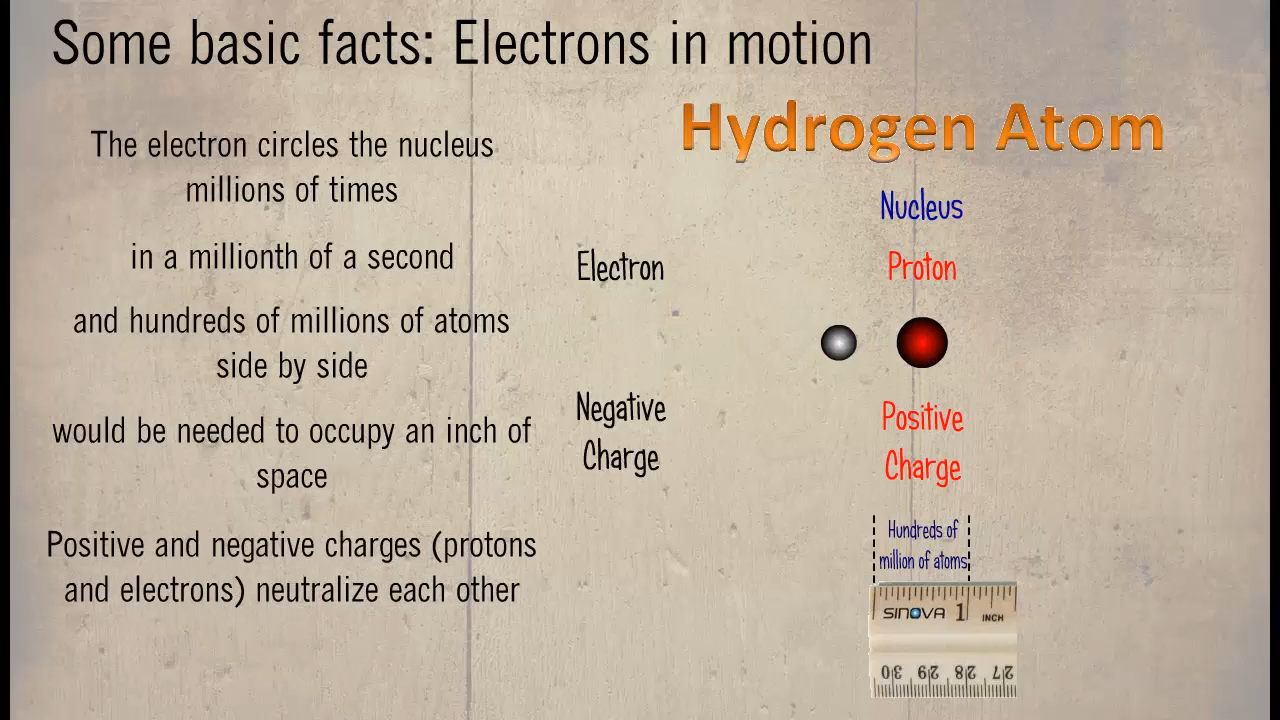 Some basic facts: Electrons in motion
The electron circles the nucleus
millions of times
in a millionth of a second
and hundreds of millions of atoms
side by side
would be needed to occupy an inch of
space
Positive and negative charges (protons
and electrons) neutralize each other
Hydrogen Atom
Nucleus
Electron
Proton
Negative
Charge
Positive
Charge
Hundreds of
million of atoms
SINOVA 1 INCH
30 29 28 27